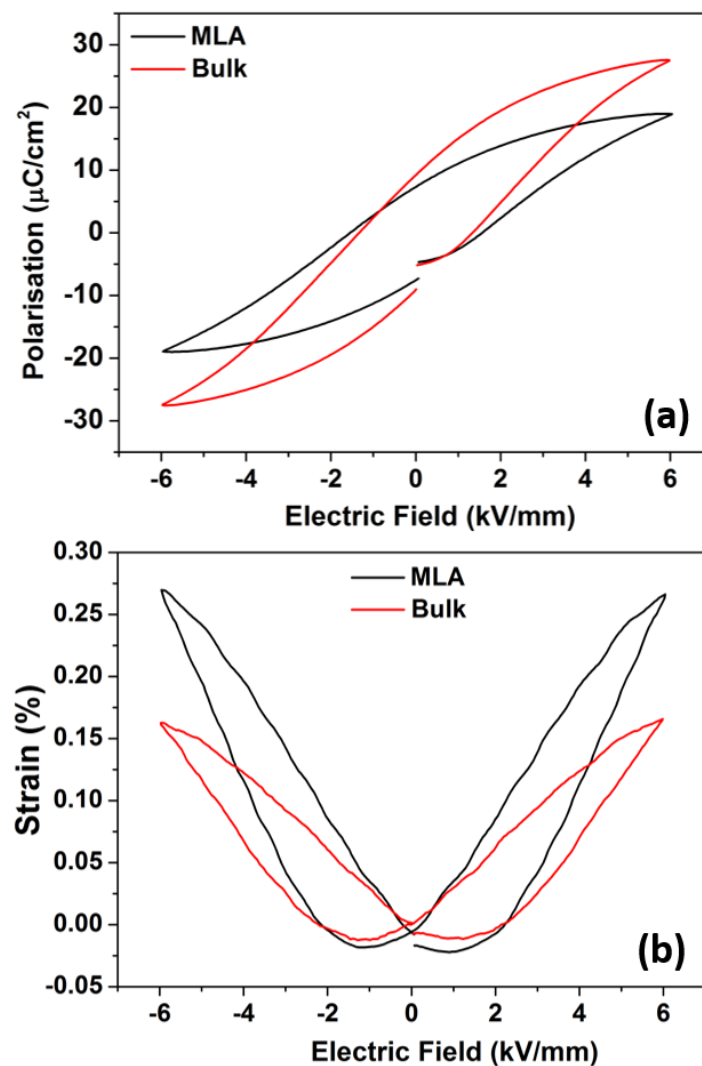 MLA
Bulk
30
20
10
0
-10
-20
-30
Polarisation (μC/cm²)
(a)
-6 -4 -2 0 2 4 6
Electric Field (kV/mm)
0.30
0.25
0.20
0.15
0.10
0.05
0.00
-0.05
Strain (%)
MLA
Bulk
(b)
-6 -4 -2 0 2 4 6
Electric Field (kV/mm)